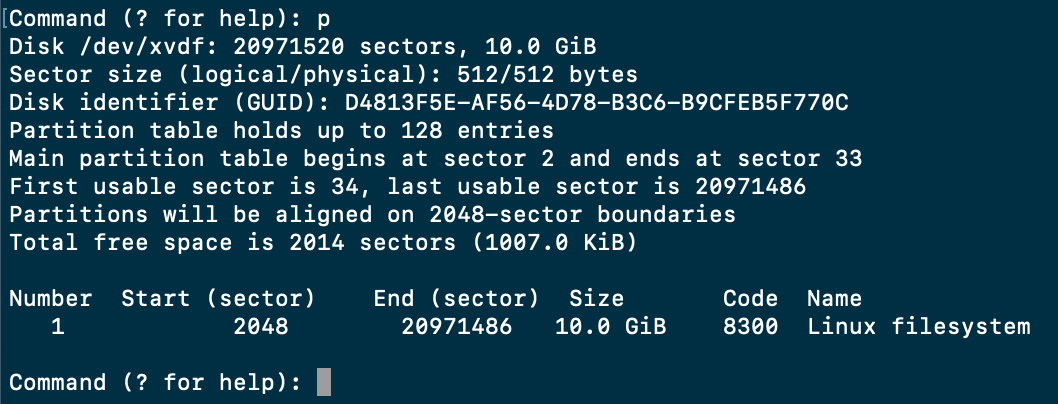 Command (? for help): p
Disk /dev/xvdf: 20971520 sectors, 10.0 GiB
Sector size (logical/physical): 512/512 bytes
Disk identifier (GUID): D4813F5E-AF56-4D78-B3C6-B9CFEB5F770C
Partition table holds up to 128 entries
Main partition table begins at sector 2 and ends at sector 33
First usable sector is 34, last usable sector is 20971486
Partitions will be aligned on 2048-sector boundaries
Total free space is 2014 sectors (1007.0 KiB)
Number  Start (sector)    End (sector)  Size       Code  Name
   1            2048        20971486   10.0 GiB    8300  Linux filesystem
Command (? for help):